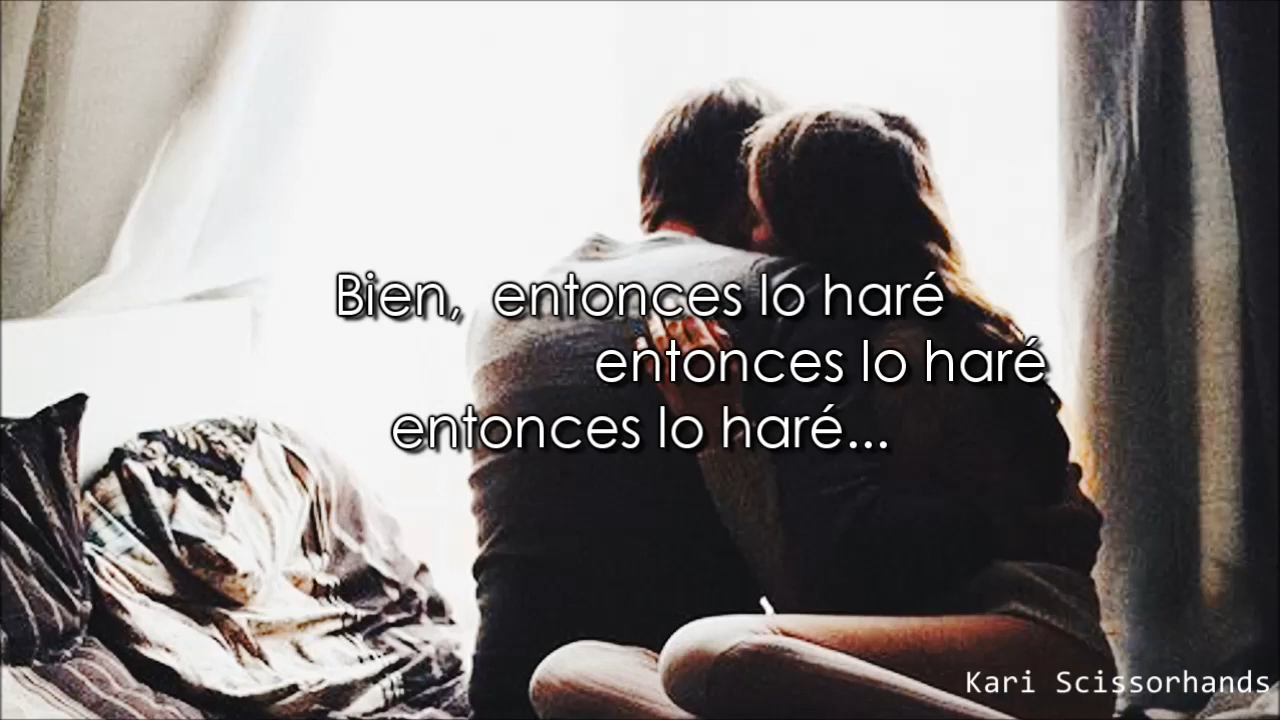 Bien, entonces lo haré
entonces lo haré
entonces lo haré...
Kari Scissorhands